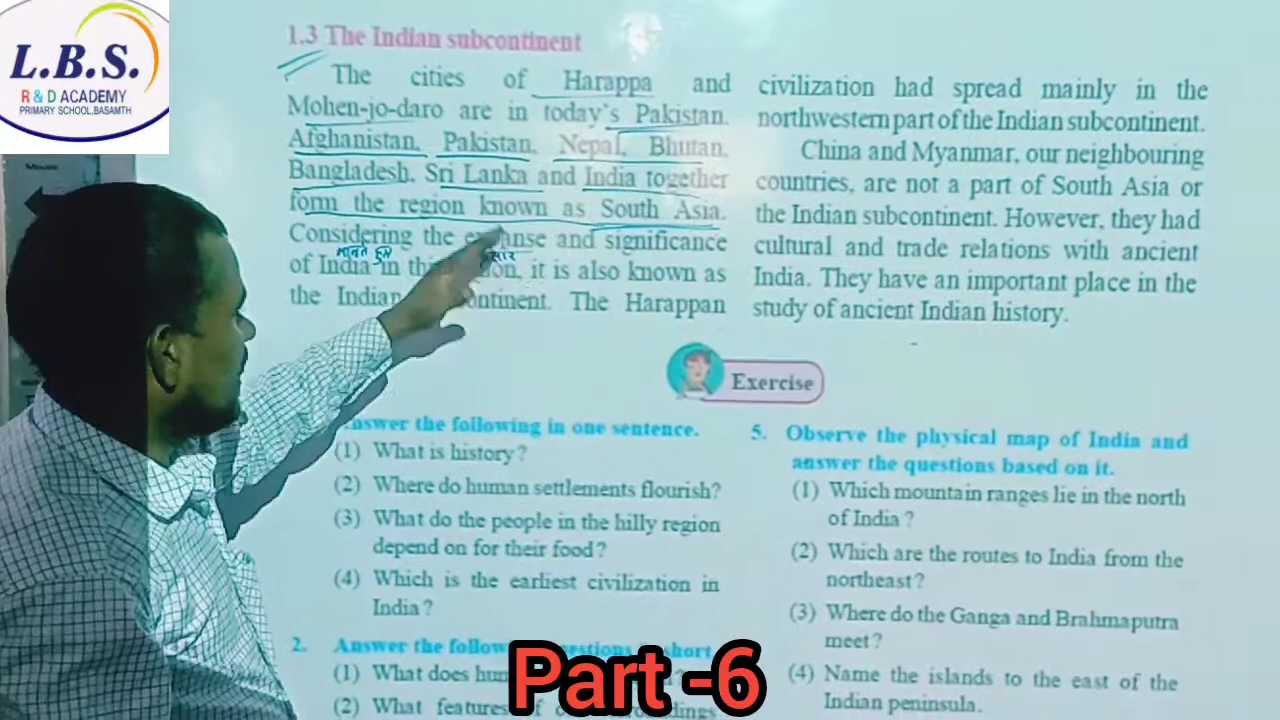 L.B.S.
R & D ACADEMY
PRIMARY SCHOOL,BASAMTH
1.3 The Indian subcontinent
The cities of Harappa and
Mohen-jo-daro are in today's Pakistan.
Afghanistan, Pakistan, Nepal, Bhutan,
Bangladesh, Sri Lanka and India together
form the region known as South Asia.
Considering the expanse and significance
मानते हुए
of India in this it is also known as
the Indian The Harappan
civilization had spread mainly in the
northwestern part of the Indian subcontinent.
China and Myanmar, our neighbouring
countries, are not a part of South Asia or
the Indian subcontinent. However, they had
cultural and trade relations with ancient
India. They have an important place in the
study of ancient Indian history.
Exercise
Answer the following in one sentence.
(1) What is history?
(2) Where do human settlements flourish?
(3) What do the people in the hilly region
depend on for their food?
(4) Which is the earliest civilization in
India?
2. Answer the following questions in short.
(1) What does
(2) What features of
5. Observe the physical map of India and
answer the questions based on it.
(1) Which mountain ranges lie in the north
of India?
(2) Which are the routes to India from the
northeast?
(3) Where do the Ganga and Brahmaputra
meet?
(4) Name the islands to the east of the
Indian peninsula.
Part -6